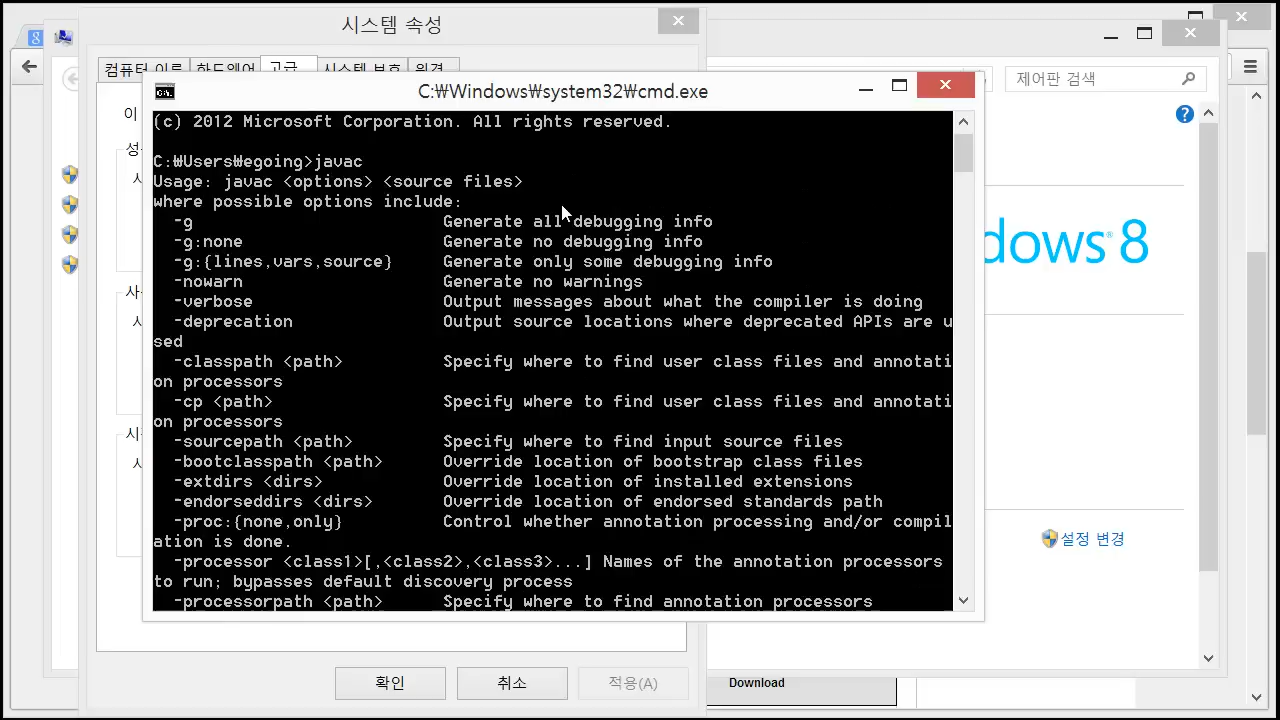 시스템 속성
컴퓨터 이름 하드웨어 고급 시스템 보호 원격
제어판 검색
C:₩Windows₩system32₩cmd.exe
(c) 2012 Microsoft Corporation. All rights reserved.
C:₩Users₩egoing>javac
Usage: javac <options> <source files>
where possible options include:
-g Generate all debugging info
-g:none Generate no debugging info
-g:{lines,vars,source} Generate only some debugging info
-nowarn Generate no warnings
-verbose Output messages about what the compiler is doing
-deprecation Output source locations where deprecated APIs are u
sed
-classpath <path> Specify where to find user class files and annotati
on processors
-cp <path> Specify where to find user class files and annotati
on processors
-sourcepath <path> Specify where to find input source files
-bootclasspath <path> Override location of bootstrap class files
-extdirs <dirs> Override location of installed extensions
-endorseddirs <dirs> Override location of endorsed standards path
-proc:{none,only} Control whether annotation processing and/or compil
ation is done.
-processor <class1>[,<class2>,<class3>...] Names of the annotation processors
to run; bypasses default discovery process
-processorpath <path> Specify where to find annotation processors
dows 8
설정 변경
확인 취소 적용(A)
Download